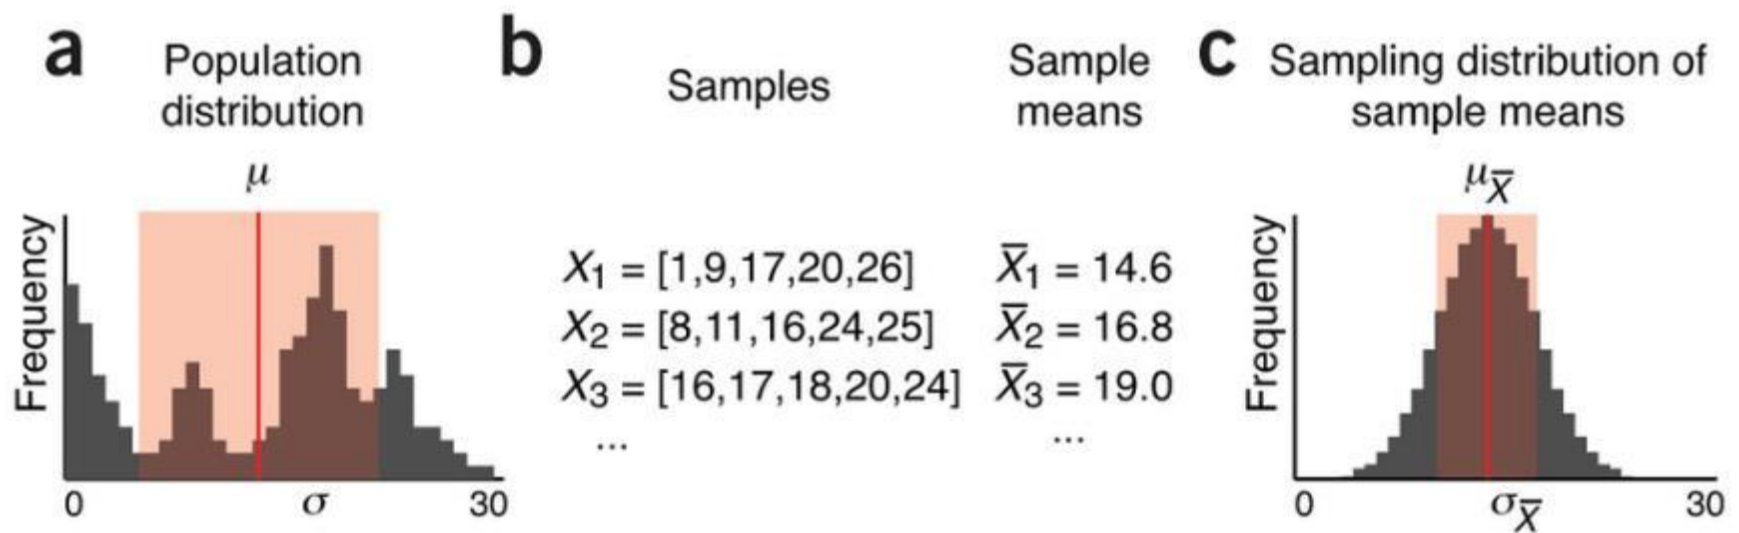 a
Population
distribution
μ
Frequency
0
σ
30
b
Samples
Sample
means
X₁ = [1,9,17,20,26]
X̅₁ = 14.6
X₂ = [8,11,16,24,25]
X̅₂ = 16.8
X₃ = [16,17,18,20,24]
X̅₃ = 19.0
...
...
c
Sampling distribution of
sample means
μ_X̅
Frequency
0
σ_X̅
30